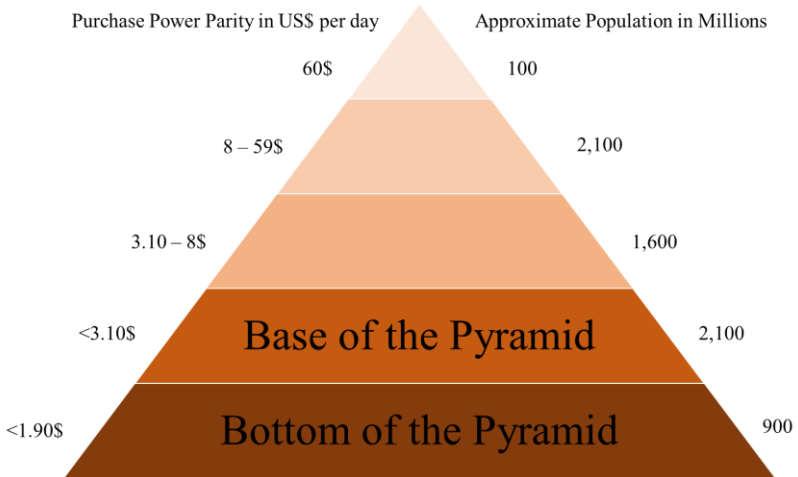 Purchase Power Parity in US$ per day
Approximate Population in Millions
60$
100
8 – 59$
2,100
3.10 – 8$
1,600
<3.10$
Base of the Pyramid
2,100
<1.90$
Bottom of the Pyramid
900